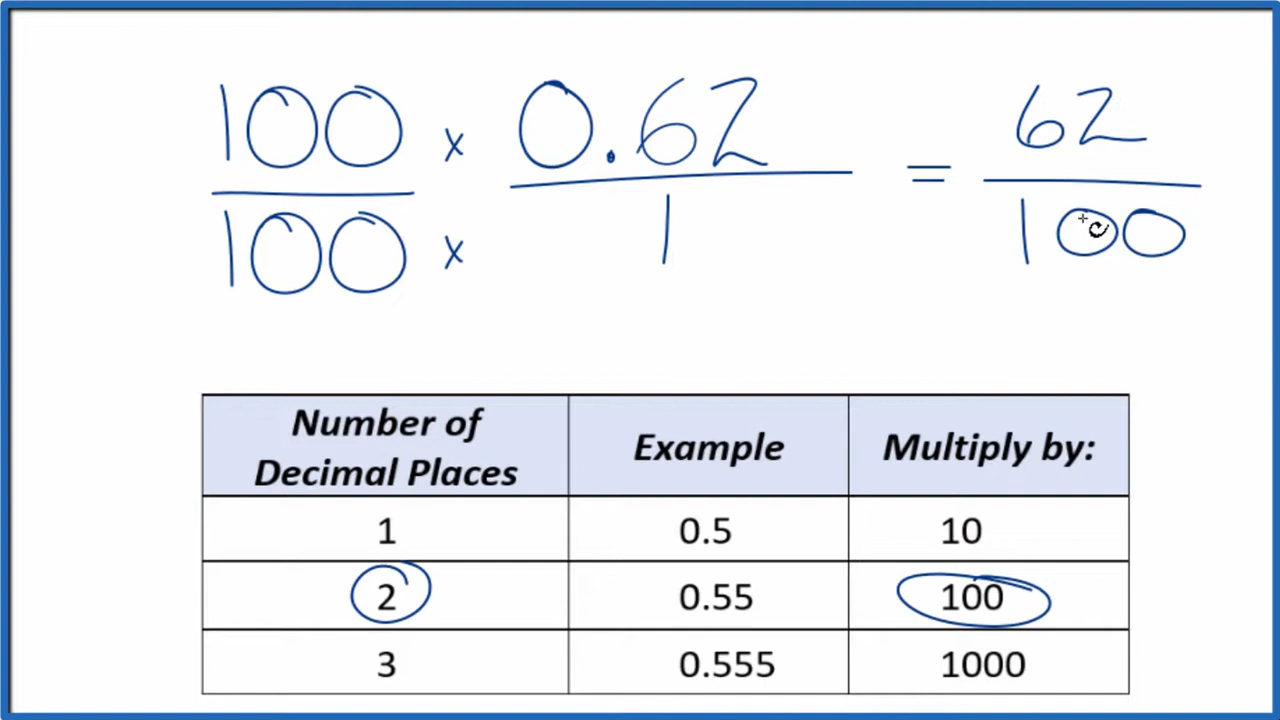 100 x 0.62 = 62
100 x 1 100
Number of Decimal Places Example Multiply by:
1 0.5 10
2 0.55 100
3 0.555 1000